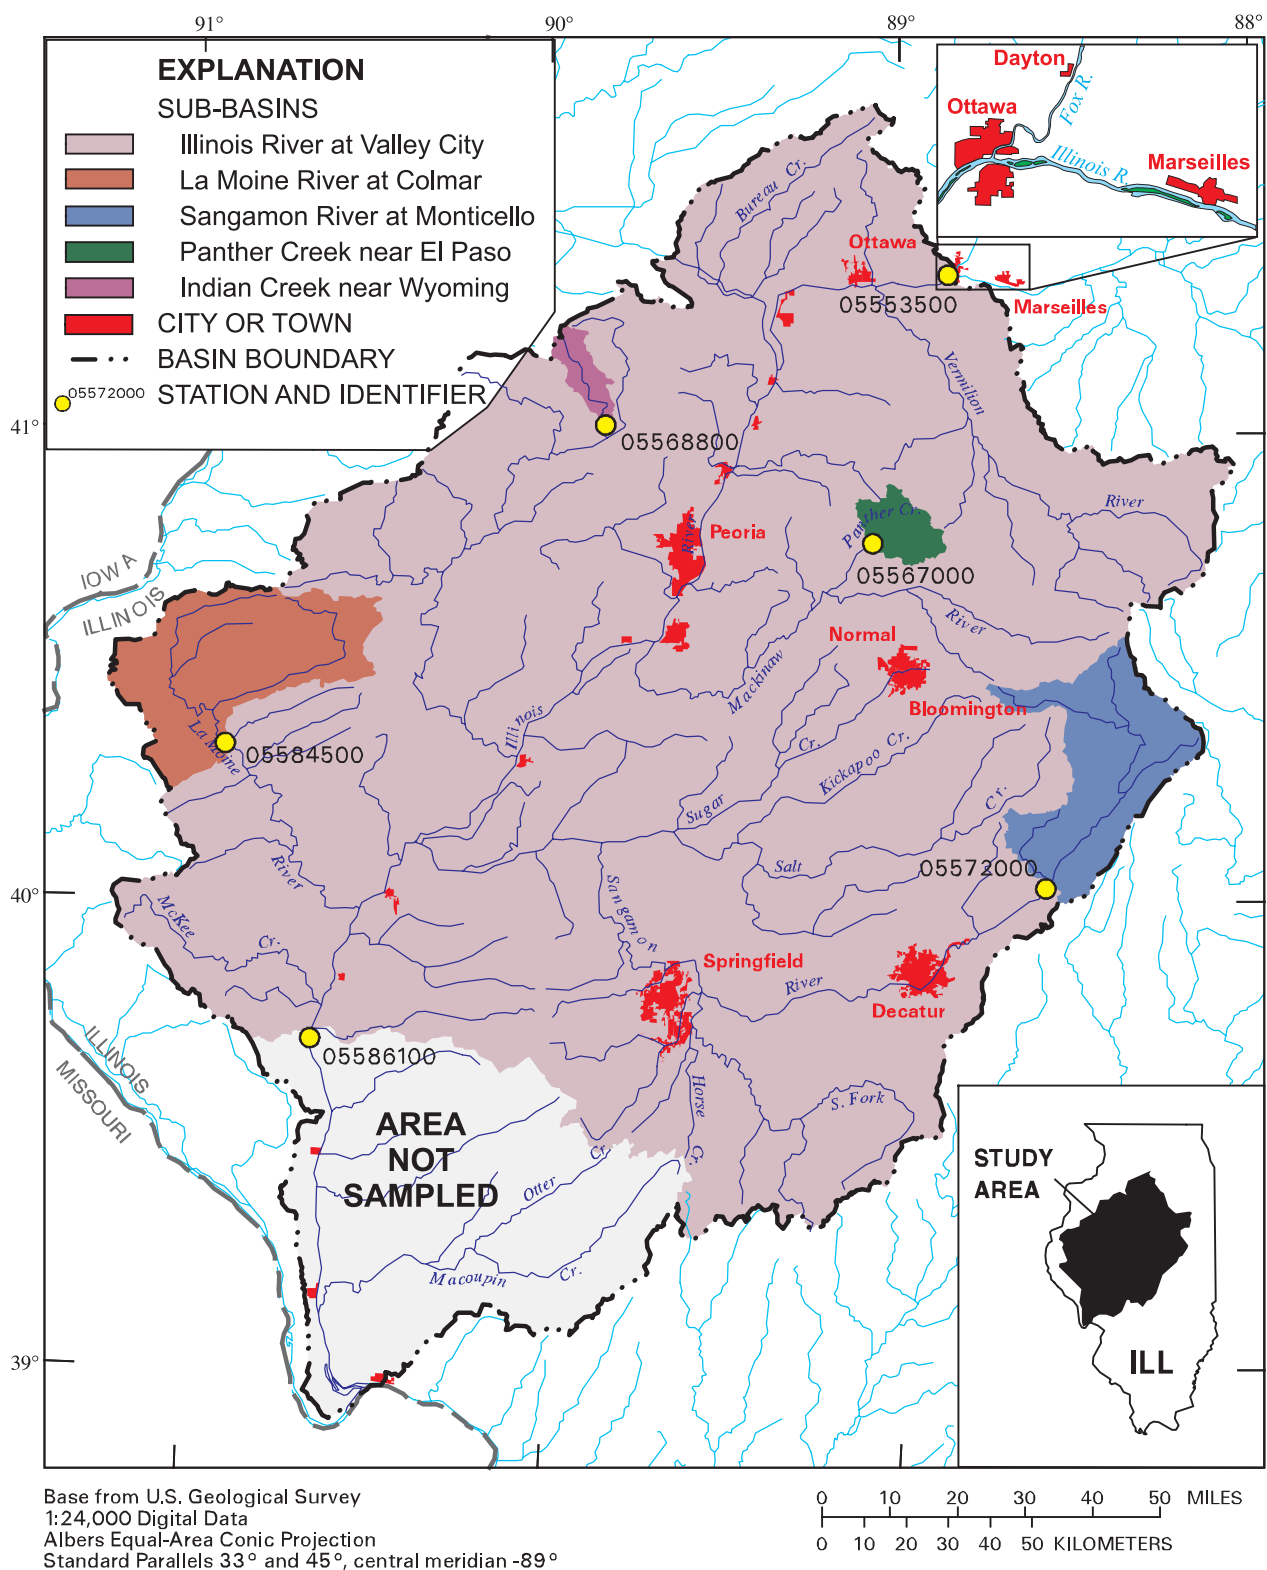 91°
90°
89°
88°
EXPLANATION
SUB-BASINS
Illinois River at Valley City
La Moine River at Colmar
Sangamon River at Monticello
Panther Creek near El Paso
Indian Creek near Wyoming
CITY OR TOWN
BASIN BOUNDARY
05572000 STATION AND IDENTIFIER
Dayton
Ottawa
Fox R.
Illinois R.
Marseilles
Bureau Cr.
Ottawa
05553500
Marseilles
Vermilion
41°
05568800
River
Panther Cr.
Peoria
River
05567000
IOWA
ILLINOIS
River
Normal
Mackinaw
Bloomington
Illinois
La Moine
05584500
Cr.
Kickapoo Cr.
Cr.
Sugar
Salt
05572000
River
40°
Sangamon
McKee
Cr.
Springfield
River
Decatur
ILLINOIS
MISSOURI
05586100
Horse
S. Fork
AREA
NOT
SAMPLED
Cr.
Cr.
Otter
Macoupin
Cr.
STUDY
AREA
ILL
39°
Base from U.S. Geological Survey
1:24,000 Digital Data
Albers Equal-Area Conic Projection
Standard Parallels 33° and 45°, central meridian -89°
0 10 20 30 40 50 MILES
0 10 20 30 40 50 KILOMETERS